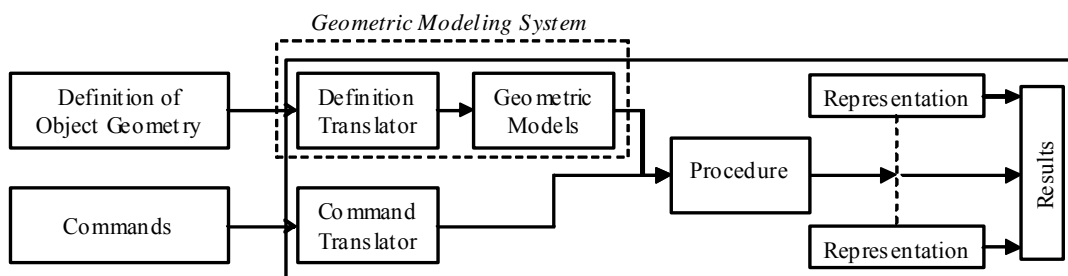 Geometric Modeling System
Definition of
Object Geometry
Definition
Translator
Geometric
Models
Representation
Commands
Command
Translator
Procedure
Results
Representation